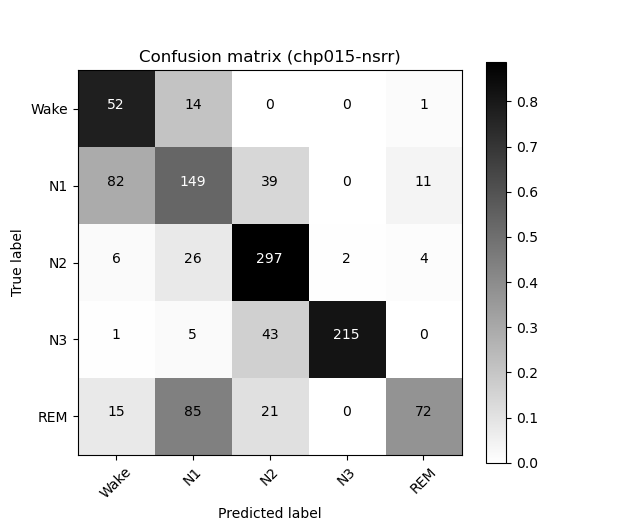 Confusion matrix (chp015-nsrr)
True label
Wake 52 14 0 0 1
N1 82 149 39 0 11
N2 6 26 297 2 4
N3 1 5 43 215 0
REM 15 85 21 0 72
Wake N1 N2 N3 REM
Predicted label
0.8
0.7
0.6
0.5
0.4
0.3
0.2
0.1
0.0